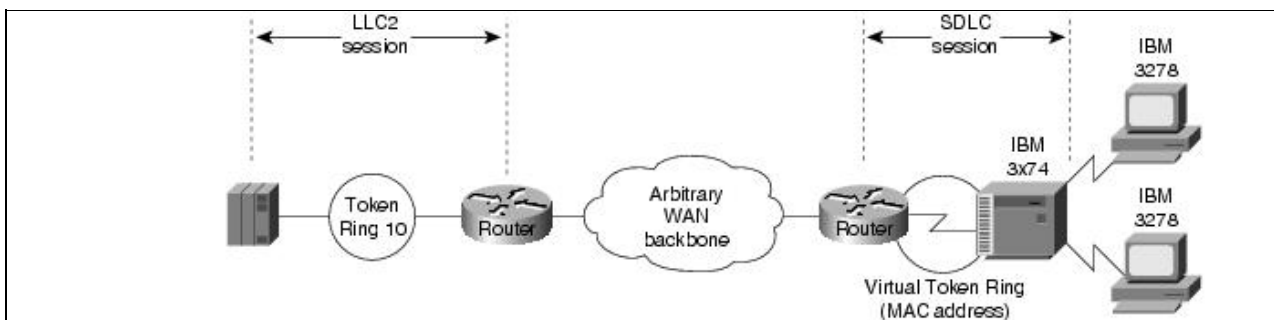 LLC2
session
SDLC
session
IBM
3278
IBM
3x74
Token
Ring 10
Router
Arbitrary
WAN
backbone
Router
IBM
3278
Virtual Token Ring
(MAC address)